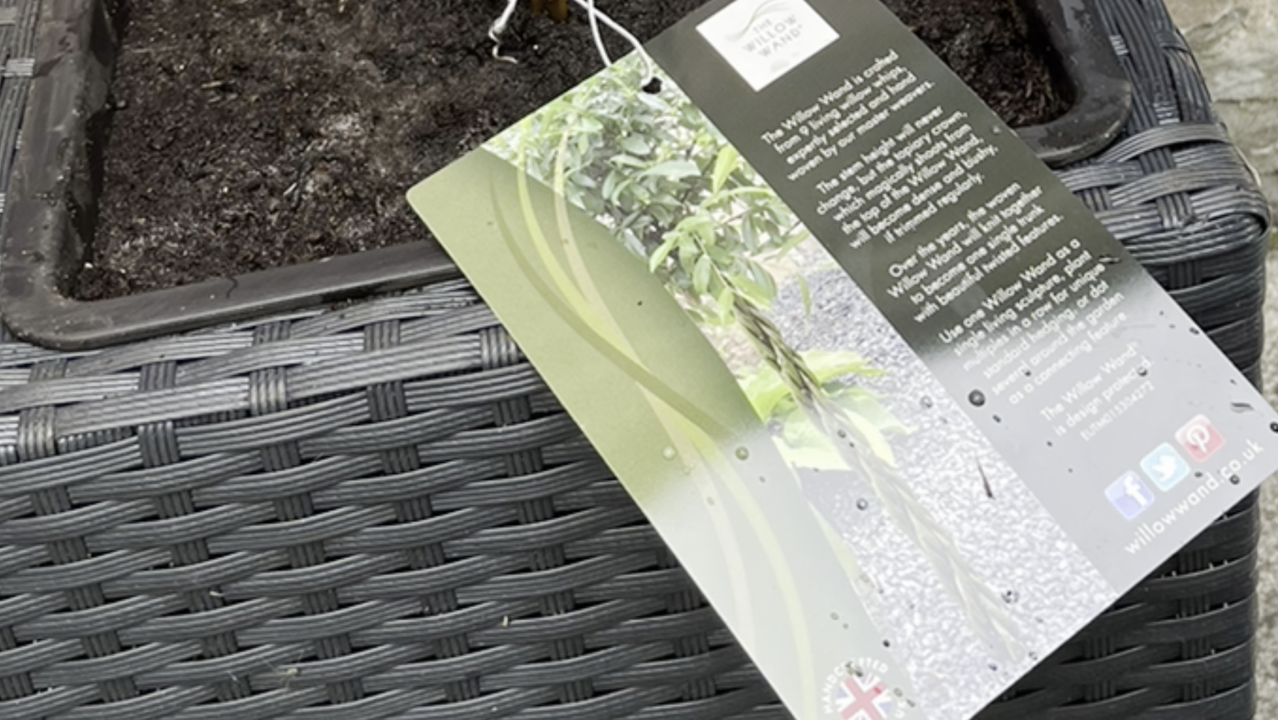 THE
WILLOW
WAND®
The Willow Wand is crafted
from 9 living willow whips,
expertly selected and hand
woven by our master weavers.
The stem height will never
change, but the topiary crown,
which magically shoots from
the top of the Willow Wand,
will become dense and bushy,
if trimmed regularly.
Over the years, the woven
Willow Wand will knit together
to become one single trunk
with beautiful twisted features.
Use one Willow Wand as a
single living sculpture, plant
multiples in a row for unique
standard hedging, or dot
several around the garden
as a connecting feature
The Willow Wand®
is design protected
willowwand.co.uk
HANDCRAFTED